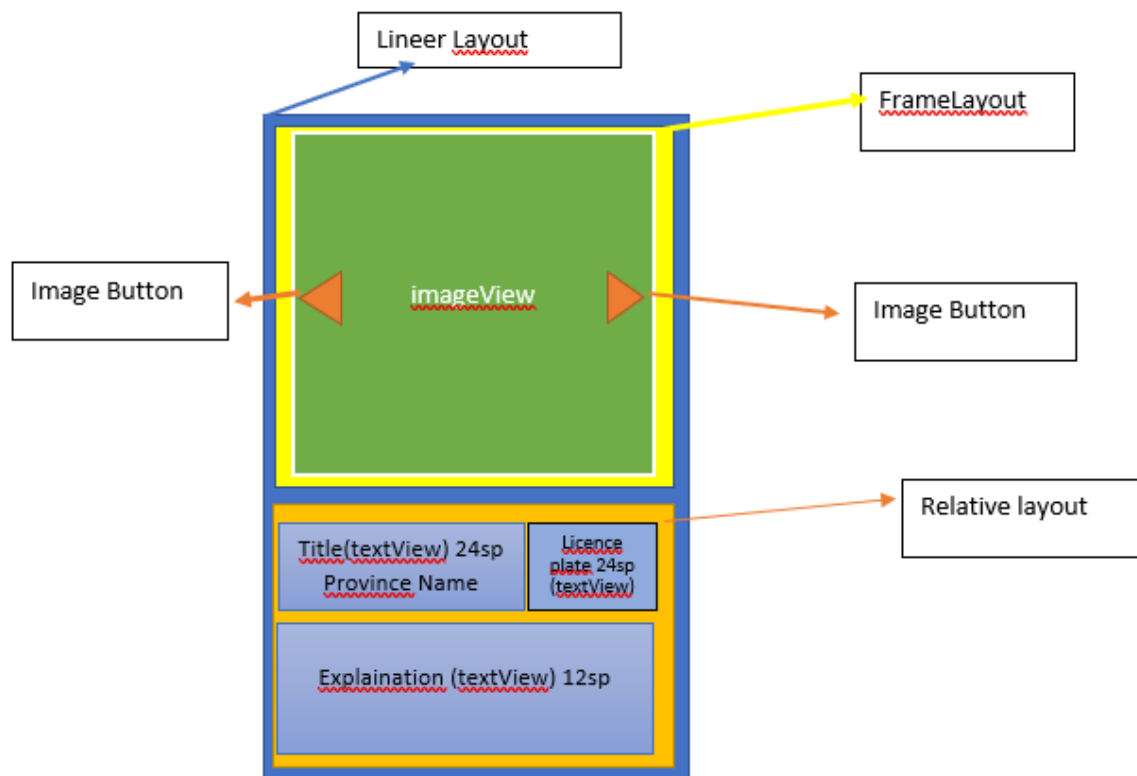 Lineer Layout
FrameLayout
Image Button
imageView
Image Button
Relative layout
Title(textView) 24sp
Province Name
Licence
plate 24sp
(textView)
Explaination (textView) 12sp